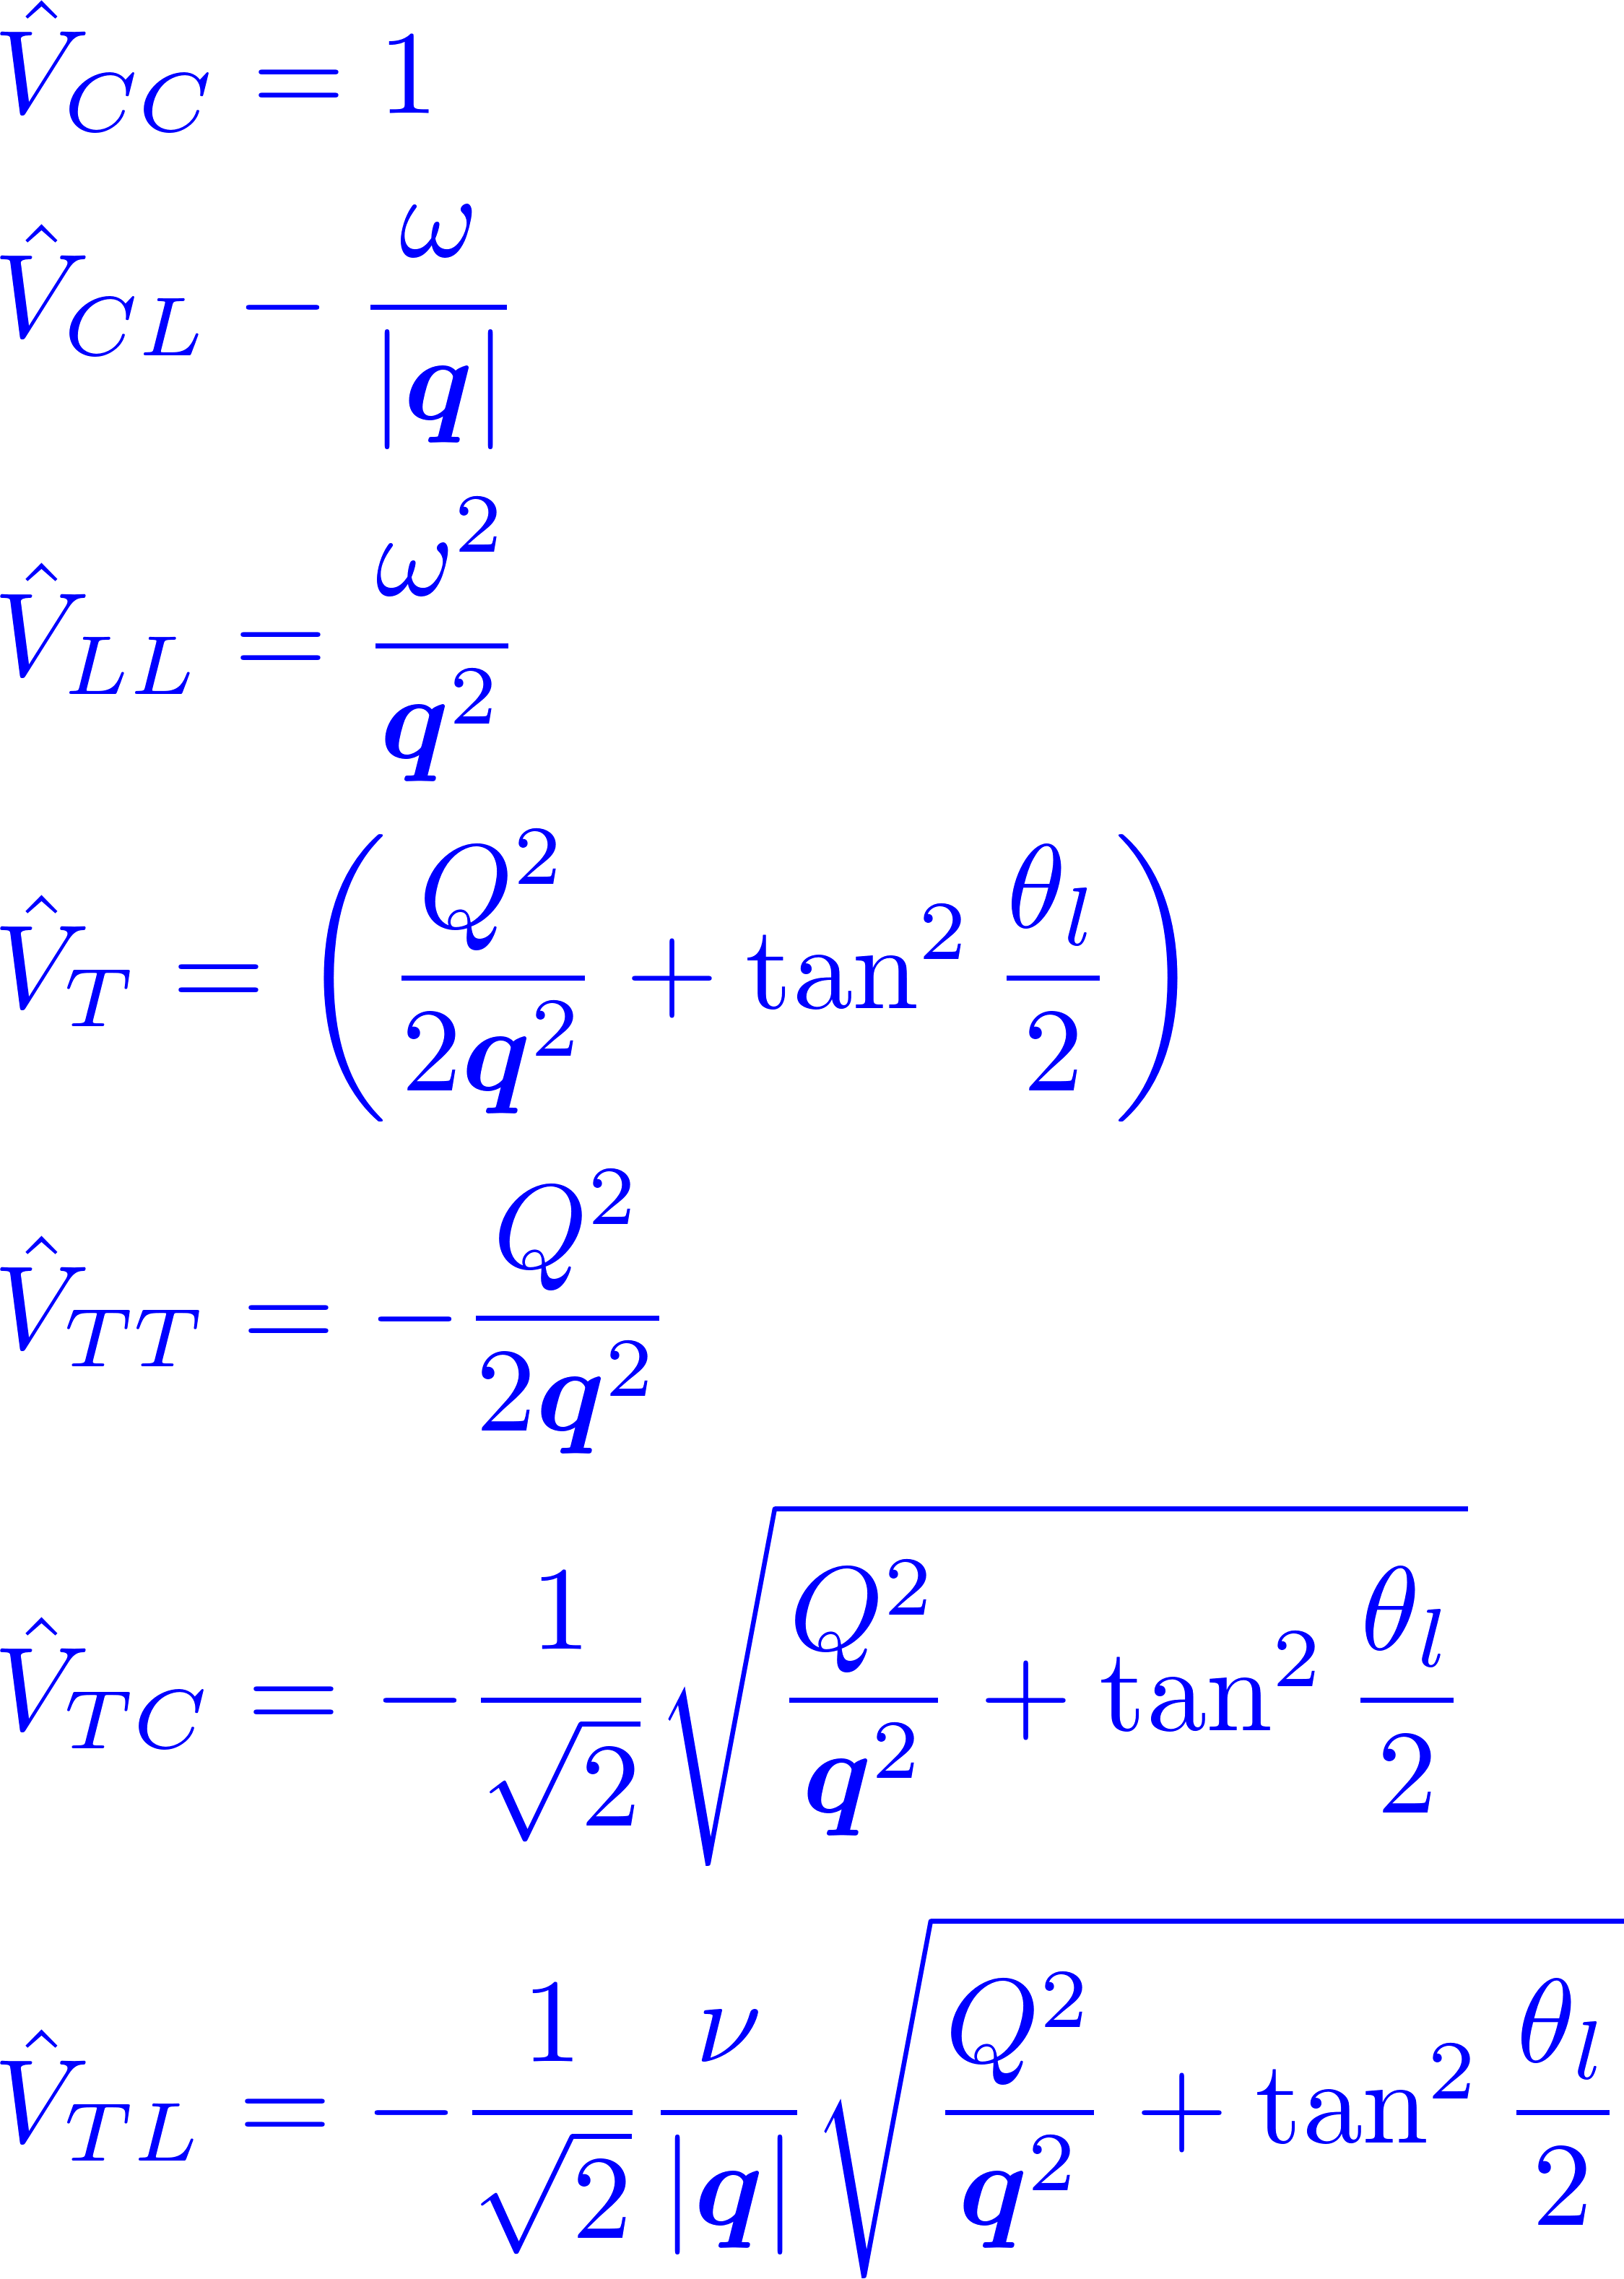 \hat{V}_{CC} = 1
\hat{V}_{CL} - \frac{\omega}{|\boldsymbol{q}|}
\hat{V}_{LL} = \frac{\omega^2}{\boldsymbol{q}^2}
\hat{V}_{T} = \left( \frac{Q^2}{2\boldsymbol{q}^2} + \tan^2 \frac{\theta_l}{2} \right)
\hat{V}_{TT} = -\frac{Q^2}{2\boldsymbol{q}^2}
\hat{V}_{TC} = -\frac{1}{\sqrt{2}} \sqrt{\frac{Q^2}{\boldsymbol{q}^2} + \tan^2 \frac{\theta_l}{2}}
\hat{V}_{TL} = -\frac{1}{\sqrt{2}} \frac{\nu}{|\boldsymbol{q}|} \sqrt{\frac{Q^2}{\boldsymbol{q}^2} + \tan^2 \frac{\theta_l}{2}}